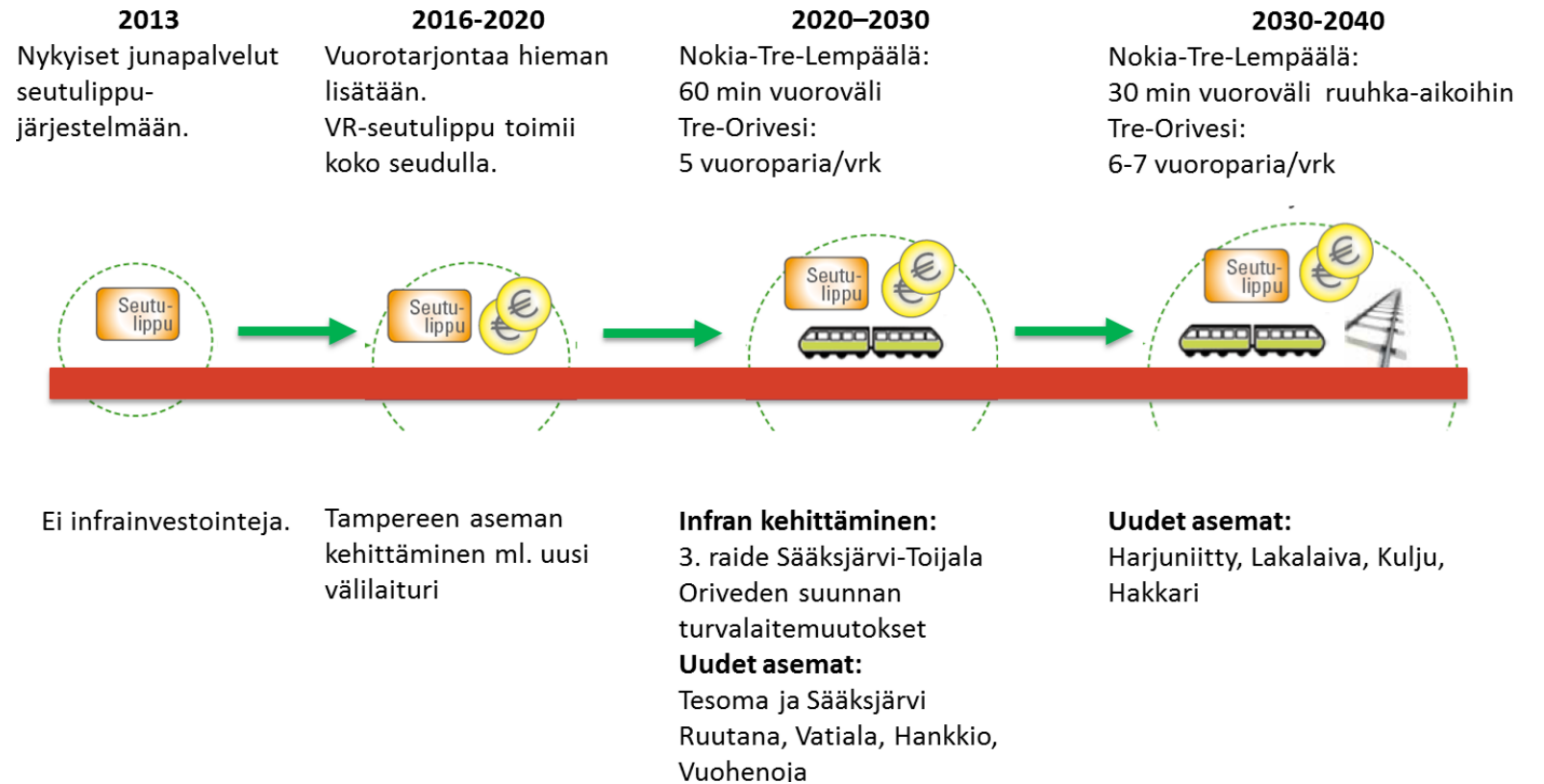 2013
Nykyiset junapalvelut
seutulippu-
järjestelmään.
2016-2020
Vuorotarjontaa hieman
lisätään.
VR-seutulippu toimii
koko seudulla.
2020–2030
Nokia-Tre-Lempäälä:
60 min vuoroväli
Tre-Orivesi:
5 vuoroparia/vrk
2030-2040
Nokia-Tre-Lempäälä:
30 min vuoroväli ruuhka-aikoihin
Tre-Orivesi:
6-7 vuoroparia/vrk
Seutu-
lippu
Seutu-
lippu
€
€
Seutu-
lippu
€
€
Seutu-
lippu
€
€
Ei infrainvestointeja.
Tampereen aseman
kehittäminen ml. uusi
välilaituri
Infran kehittäminen:
3. raide Sääksjärvi-Toijala
Oriveden suunnan
turvalaitemuutokset
Uudet asemat:
Tesoma ja Sääksjärvi
Ruutana, Vatiala, Hankkio,
Vuohenoja
Uudet asemat:
Harjuniitty, Lakalaiva, Kulju,
Hakkari